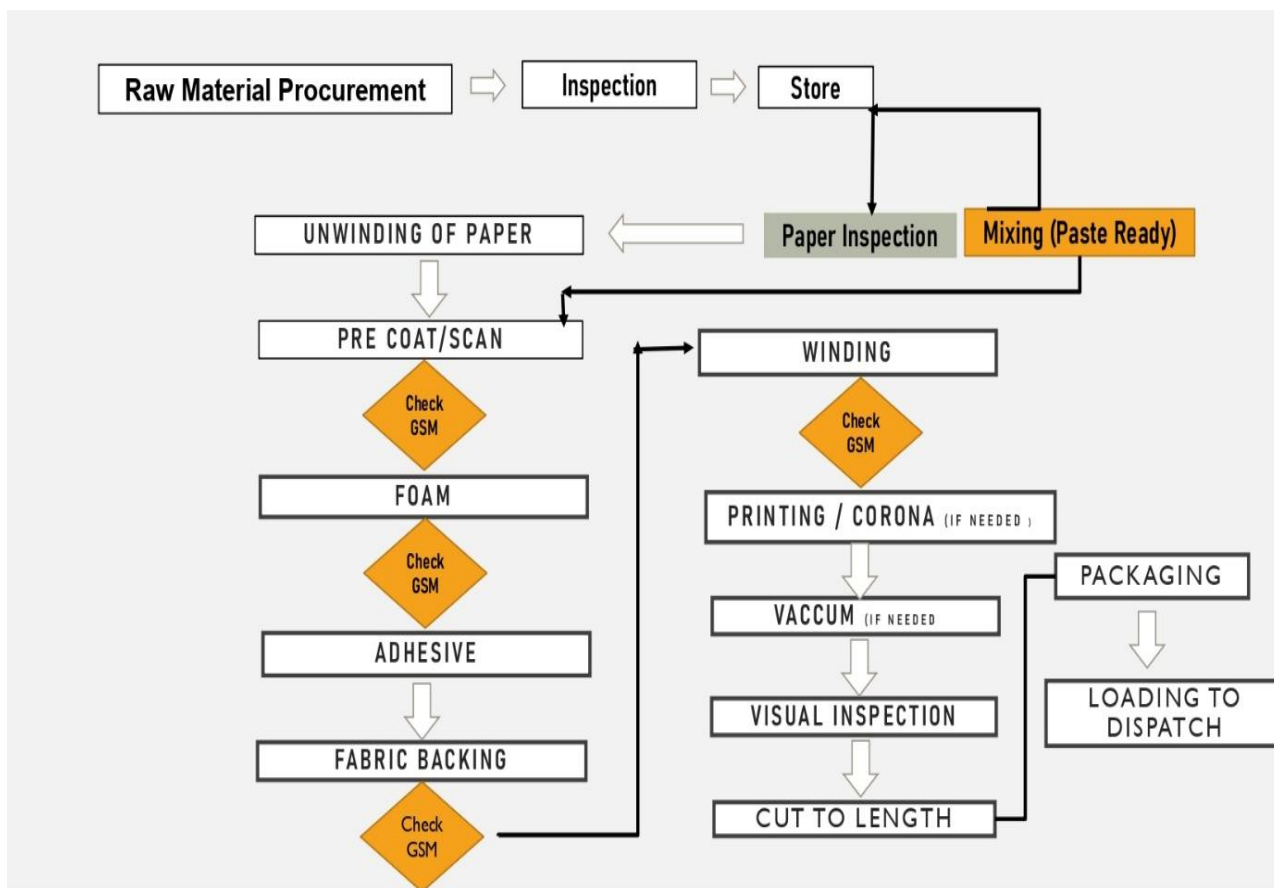 Raw Material Procurement
Inspection
Store
UNWINDING OF PAPER
Paper Inspection
Mixing (Paste Ready)
PRE COAT/SCAN
Check
GSM
FOAM
Check
GSM
ADHESIVE
FABRIC BACKING
Check
GSM
WINDING
Check
GSM
PRINTING / CORONA (IF NEEDED )
VACCUM (IF NEEDED
VISUAL INSPECTION
CUT TO LENGTH
PACKAGING
LOADING TO
DISPATCH